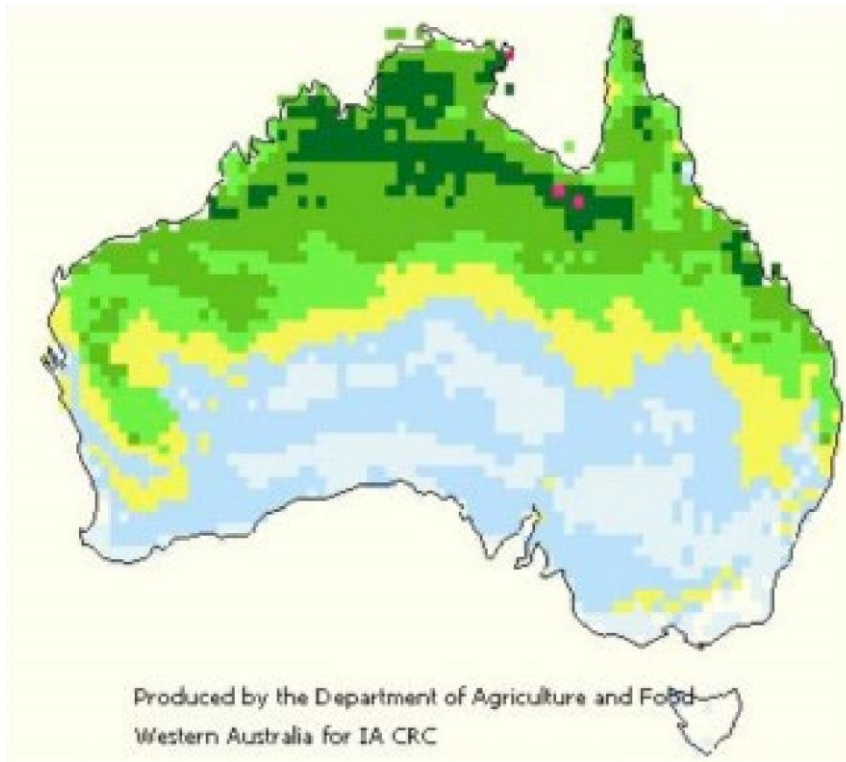 Produced by the Department of Agriculture and Food
Western Australia for IA CRC